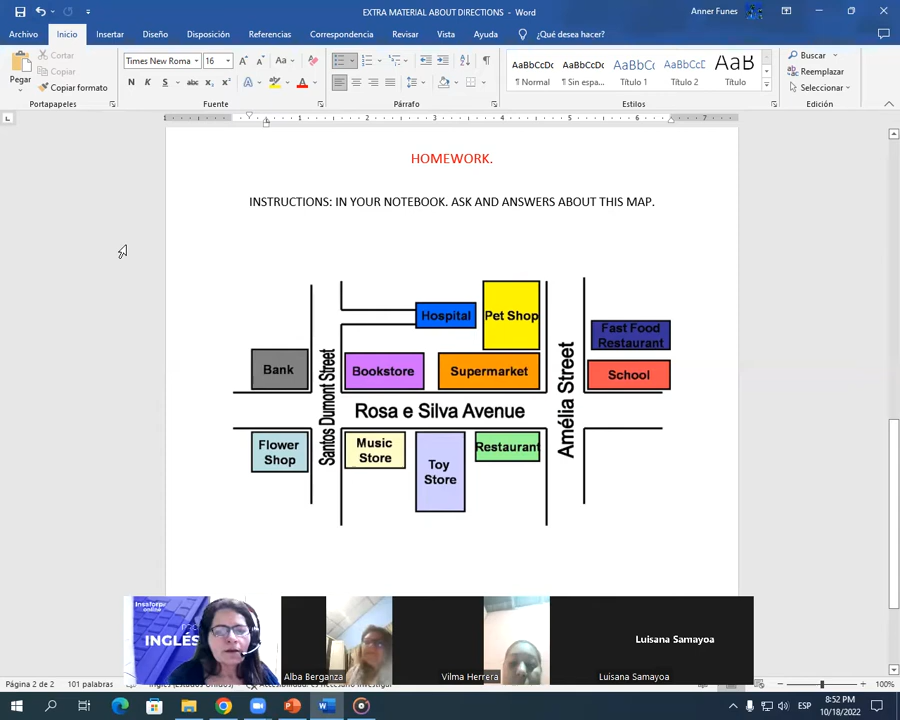 EXTRA MATERIAL ABOUT DIRECTIONS - Word
Anner Funes
Archivo
Inicio
Insertar
Diseño
Disposición
Referencias
Correspondencia
Revisar
Vista
Ayuda
¿Qué desea hacer?
Pegar
Cortar
Copiar
Copiar formato
Portapapeles
Times New Roma
16
N K S abc
Fuente
Párrafo
AaBbCcDc
¶ Normal
AaBbCcDc
¶ Sin espa...
AaBbCc
Título 1
AaBbCcC
Título 2
AaB
Título
Estilos
Buscar
Reemplazar
Seleccionar
Edición
HOMEWORK.
INSTRUCTIONS: IN YOUR NOTEBOOK. ASK AND ANSWERS ABOUT THIS MAP.
Hospital
Pet Shop
Fast Food
Restaurant
Bank
Bookstore
Supermarket
School
Santos Dumont Street
Rosa e Silva Avenue
Amélia Street
Flower
Shop
Music
Store
Toy
Store
Restaurant
Insaforp
online
INGLÉS
Alba Berganza
Vilma Herrera
Luisana Samayoa
Luisana Samayoa
Página 2 de 2
101 palabras
100%
ESP
8:52 PM
10/18/2022